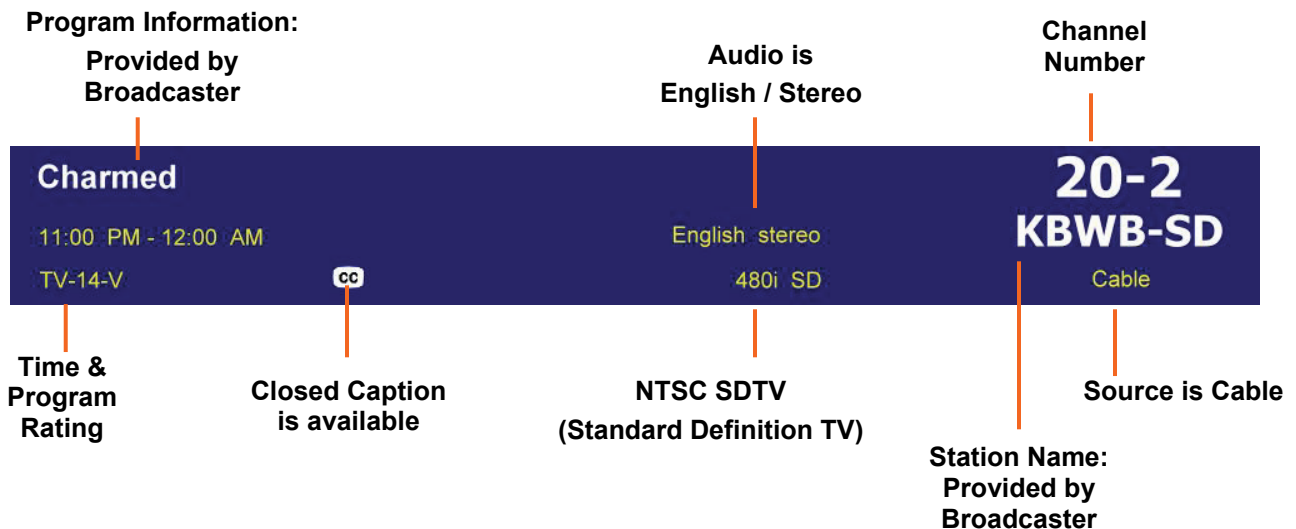 Program Information:
Provided by
Broadcaster
Audio is
English / Stereo
Channel
Number
Charmed
20-2
11:00 PM - 12:00 AM
English stereo
KBWB-SD
TV-14-V
cc
480i SD
Cable
Time &
Program
Rating
Closed Caption
is available
NTSC SDTV
(Standard Definition TV)
Source is Cable
Station Name:
Provided by
Broadcaster